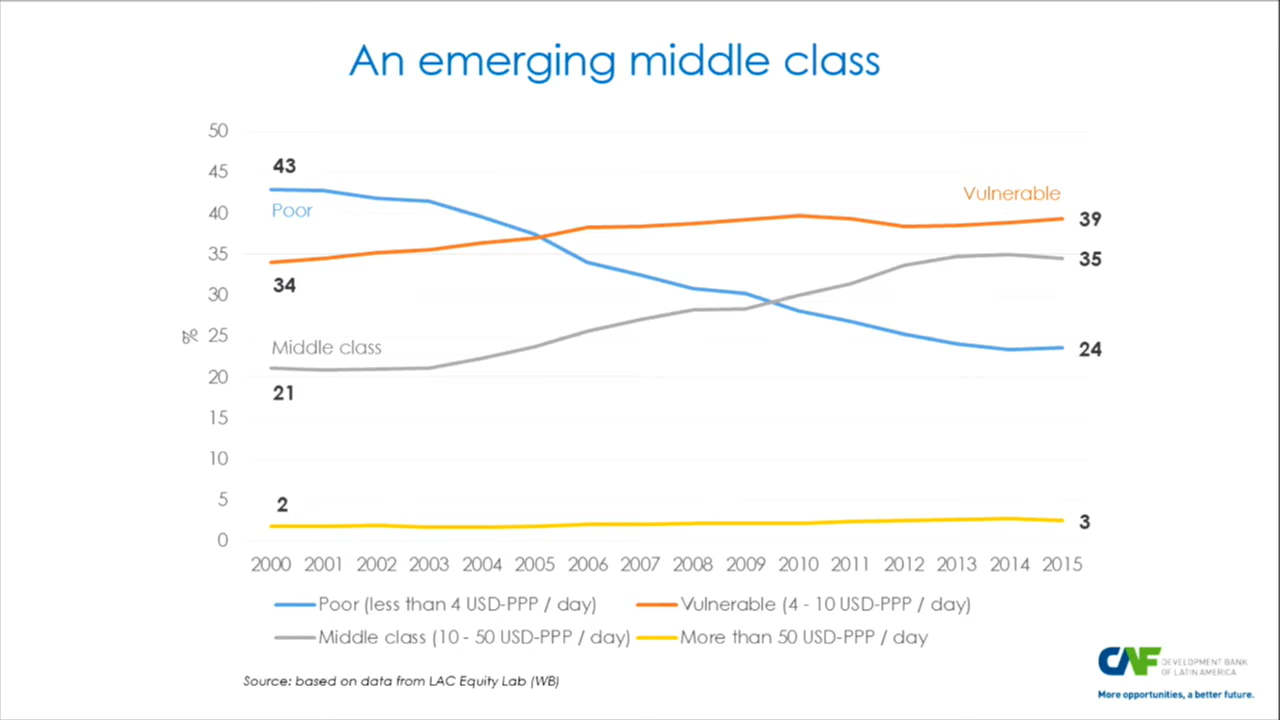 An emerging middle class
50
45
40
35
30
25
20
15
10
5
0
%
43
Poor
34
Middle class
21
2
Vulnerable
39
35
24
3
2000 2001 2002 2003 2004 2005 2006 2007 2008 2009 2010 2011 2012 2013 2014 2015
Poor (less than 4 USD-PPP / day) Vulnerable (4 - 10 USD-PPP / day)
Middle class (10 - 50 USD-PPP / day) More than 50 USD-PPP / day
Source: based on data from LAC Equity Lab (WB)
CAF DEVELOPMENT BANK
OF LATIN AMERICA
More opportunities, a better future.